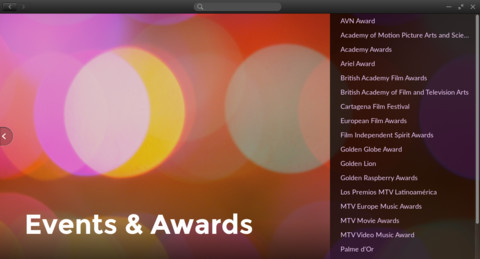 AVN Award
Academy of Motion Picture Arts and Scie...
Academy Awards
Ariel Award
British Academy Film Awards
British Academy of Film and Television Arts
Cartagena Film Festival
European Film Awards
Film Independent Spirit Awards
Golden Globe Award
Golden Lion
Golden Raspberry Awards
Los Premios MTV Latinoamérica
MTV Europe Music Awards
MTV Movie Awards
MTV Video Music Award
Palme d'Or
Events & Awards